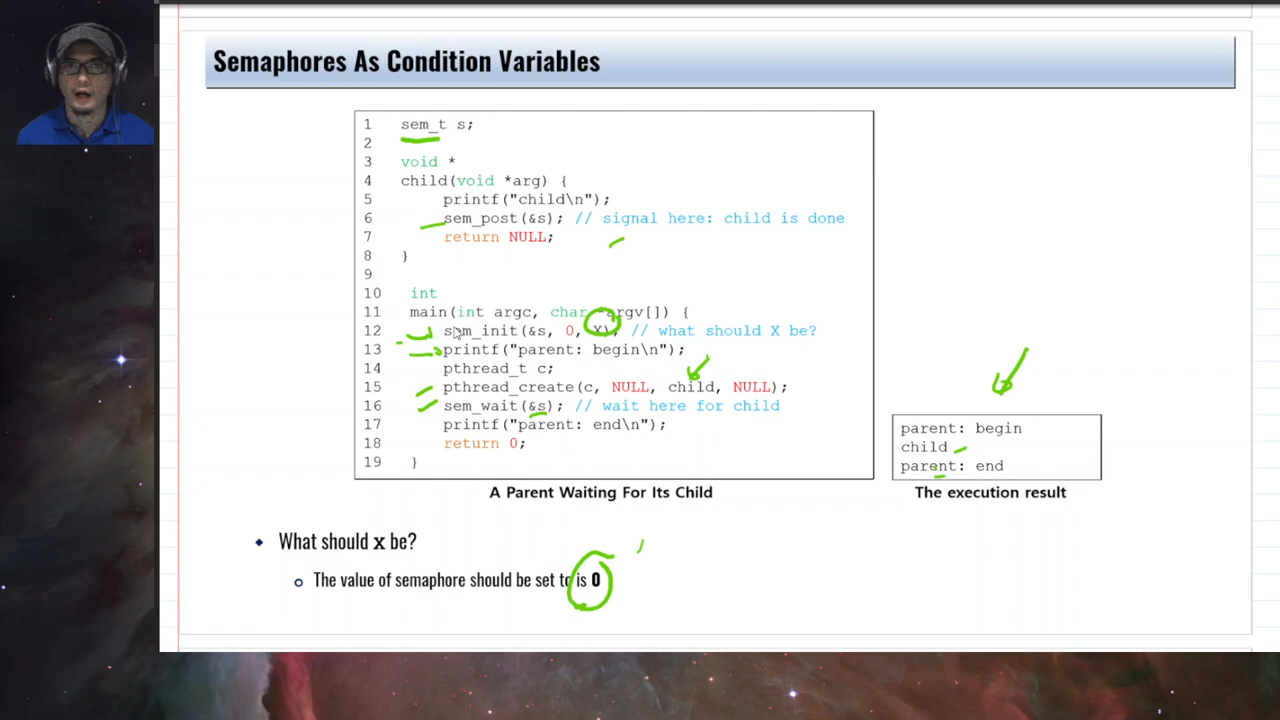 Semaphores As Condition Variables
1 sem_t s;
2
3 void *
4 child(void *arg) {
5 printf("child\n");
6 sem_post(&s); // signal here: child is done
7 return NULL;
8 }
9
10 int
11 main(int argc, char *argv[]) {
12 sem_init(&s, 0, X); // what should X be?
13 printf("parent: begin\n");
14 pthread_t c;
15 pthread_create(c, NULL, child, NULL);
16 sem_wait(&s); // wait here for child
17 printf("parent: end\n");
18 return 0;
19 }
A Parent Waiting For Its Child
parent: begin
child
parent: end
The execution result
What should x be?
The value of semaphore should be set to is 0